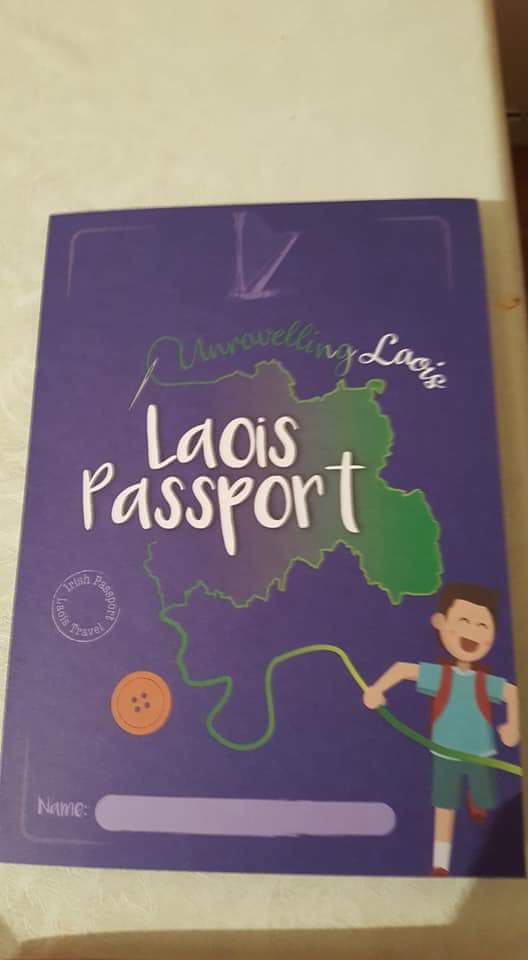 Unravelling Laois
Laois
Passport
Irish Passport
Laois Travel
Name: